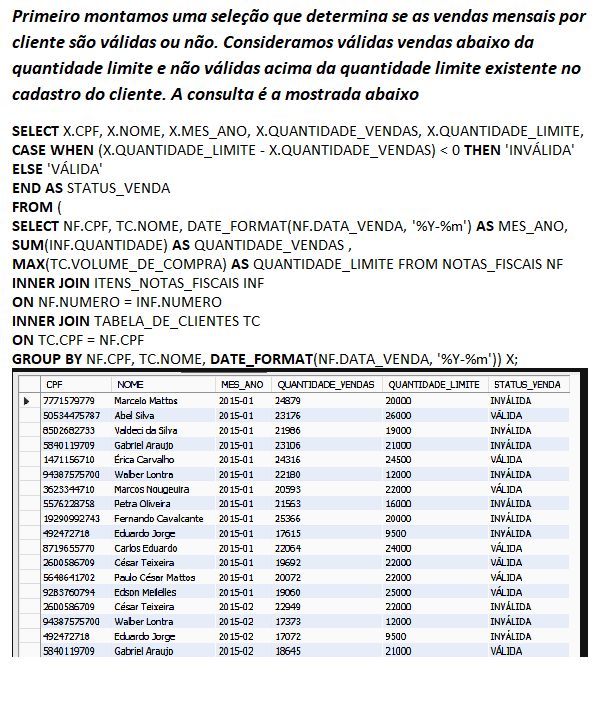 Primeiro montamos uma seleção que determina se as vendas mensais por
cliente são válidas ou não. Consideramos válidas vendas abaixo da
quantidade limite e não válidas acima da quantidade limite existente no
cadastro do cliente. A consulta é a mostrada abaixo
SELECT X.CPF, X.NOME, X.MES_ANO, X.QUANTIDADE_VENDAS, X.QUANTIDADE_LIMITE,
CASE WHEN (X.QUANTIDADE_LIMITE - X.QUANTIDADE_VENDAS) < 0 THEN 'INVÁLIDA'
ELSE 'VÁLIDA'
END AS STATUS_VENDA
FROM (
SELECT NF.CPF, TC.NOME, DATE_FORMAT(NF.DATA_VENDA, '%Y-%m') AS MES_ANO,
SUM(INF.QUANTIDADE) AS QUANTIDADE_VENDAS ,
MAX(TC.VOLUME_DE_COMPRA) AS QUANTIDADE_LIMITE FROM NOTAS_FISCAIS NF
INNER JOIN ITENS_NOTAS_FISCAIS INF
ON NF.NUMERO = INF.NUMERO
INNER JOIN TABELA_DE_CLIENTES TC
ON TC.CPF = NF.CPF
GROUP BY NF.CPF, TC.NOME, DATE_FORMAT(NF.DATA_VENDA, '%Y-%m')) X;
CPF NOME MES_ANO QUANTIDADE_VENDAS QUANTIDADE_LIMITE STATUS_VENDA
7771579779 Marcelo Mattos 2015-01 24879 20000 INVÁLIDA
50534475787 Abel Silva 2015-01 23176 26000 VÁLIDA
8502682733 Valdeci da Silva 2015-01 21986 19000 INVÁLIDA
5840119709 Gabriel Araujo 2015-01 23106 21000 INVÁLIDA
1471156710 Érica Carvalho 2015-01 24316 24500 VÁLIDA
94387575700 Walber Lontra 2015-01 22180 12000 INVÁLIDA
3623344710 Marcos Nougeuira 2015-01 20593 22000 VÁLIDA
5576228758 Petra Oliveira 2015-01 21563 16000 INVÁLIDA
19290992743 Fernando Cavalcante 2015-01 25366 20000 INVÁLIDA
492472718 Eduardo Jorge 2015-01 17615 9500 INVÁLIDA
8719655770 Carlos Eduardo 2015-01 22064 24000 VÁLIDA
2600586709 César Teixeira 2015-01 19692 22000 VÁLIDA
5648641702 Paulo César Mattos 2015-01 20072 22000 VÁLIDA
9283760794 Edson Meilelles 2015-01 19060 25000 VÁLIDA
2600586709 César Teixeira 2015-02 22949 22000 INVÁLIDA
94387575700 Walber Lontra 2015-02 17373 12000 INVÁLIDA
492472718 Eduardo Jorge 2015-02 17072 9500 INVÁLIDA
5840119709 Gabriel Araujo 2015-02 18645 21000 VÁLIDA